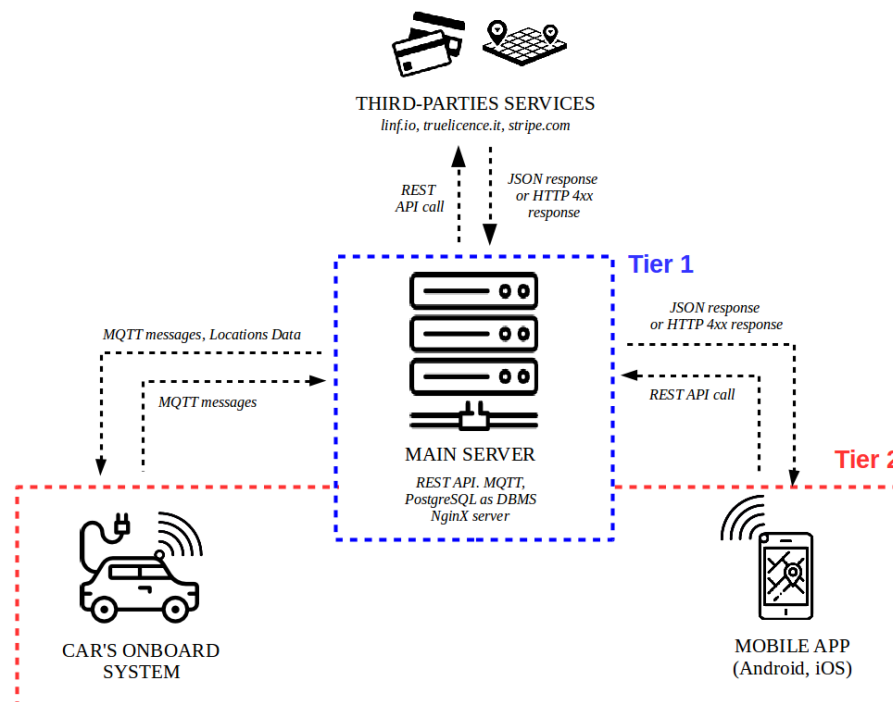 THIRD-PARTIES SERVICES
linf.io, truelicence.it, stripe.com
REST
API call
JSON response
or HTTP 4xx
response
Tier 1
MQTT messages, Locations Data
MQTT messages
JSON response
or HTTP 4xx response
REST API call
MAIN SERVER
REST API. MQTT,
PostgreSQL as DBMS
NginX server
Tier 2
CAR'S ONBOARD
SYSTEM
MOBILE APP
(Android, iOS)